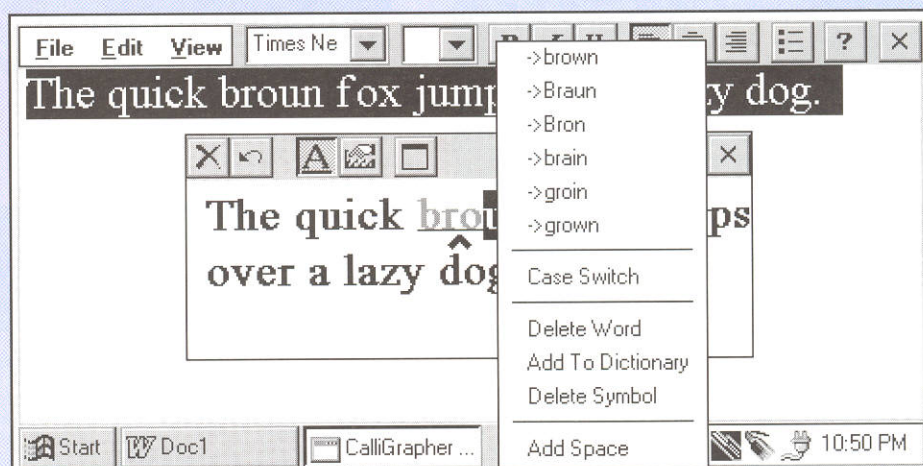 File Edit View Times Ne B I U ?
The quick broun fox jump zy dog.
->brown
->Braun
->Bron
->brain
->groin
->grown
Case Switch
Delete Word
Add To Dictionary
Delete Symbol
Add Space
A
The quick bro ps
over a lazy dog
Start W Doc1 CalliGrapher ... 10:50 PM